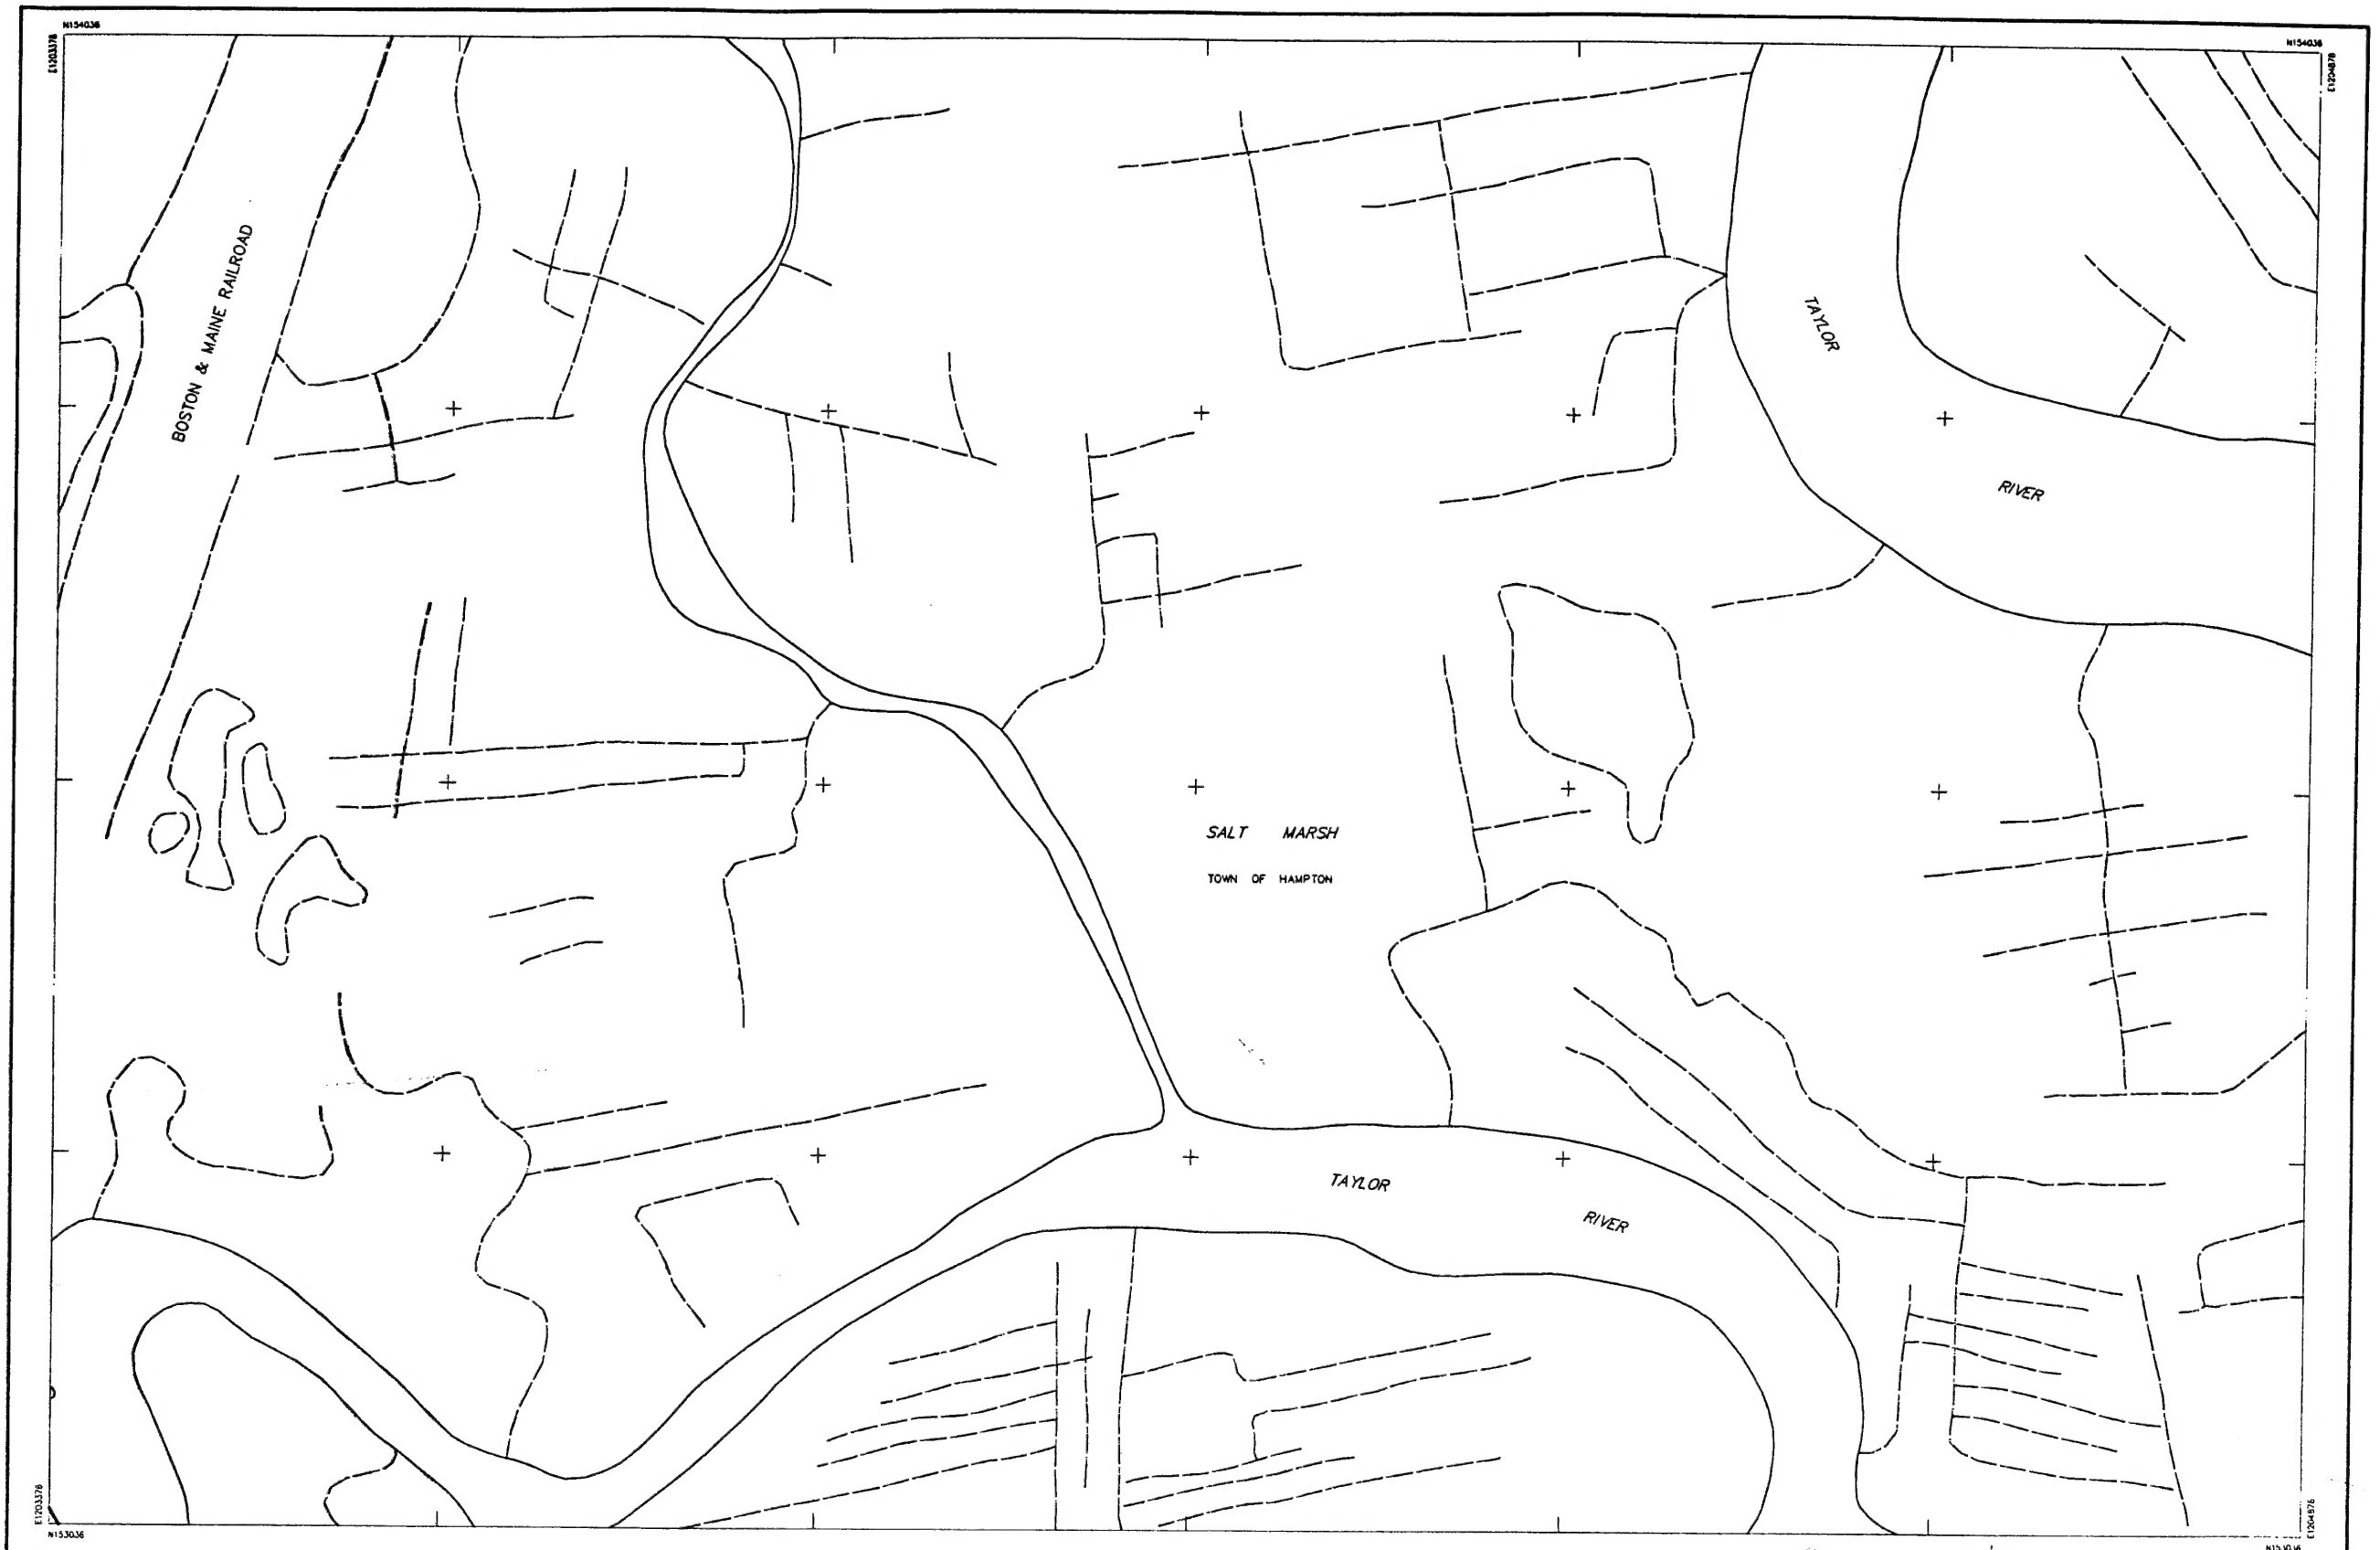 N154036
N154036
E1203378
E1204878
BOSTON & MAINE RAILROAD
TAYLOR
RIVER
SALT MARSH
TOWN OF HAMPTON
TAYLOR
RIVER
E1203378
E1204878
N153036
N153036